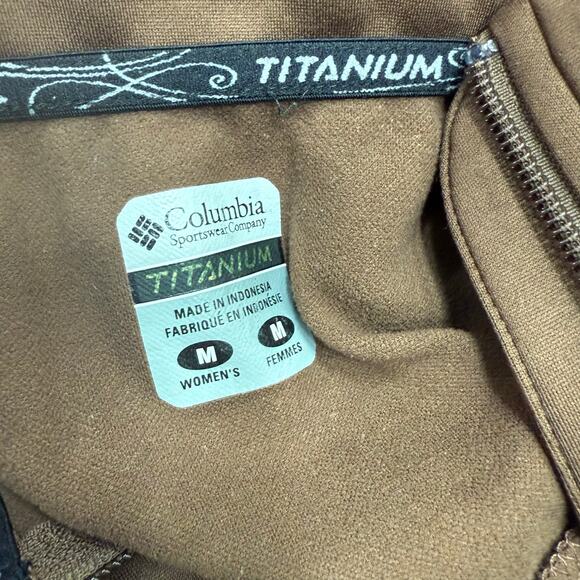 TITANIUM
Columbia
Sportswear Company
TITANIUM
MADE IN INDONESIA
FABRIQUÉ EN INDONÉSIE
M M
WOMEN'S FEMMES